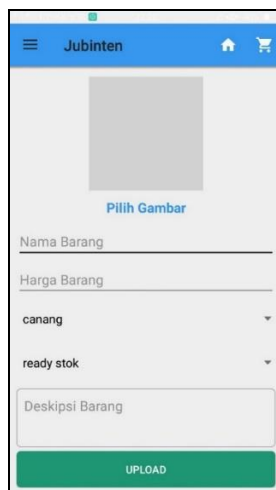 Jubinten
Pilih Gambar
Nama Barang
Harga Barang
canang
ready stok
Deskipsi Barang
UPLOAD